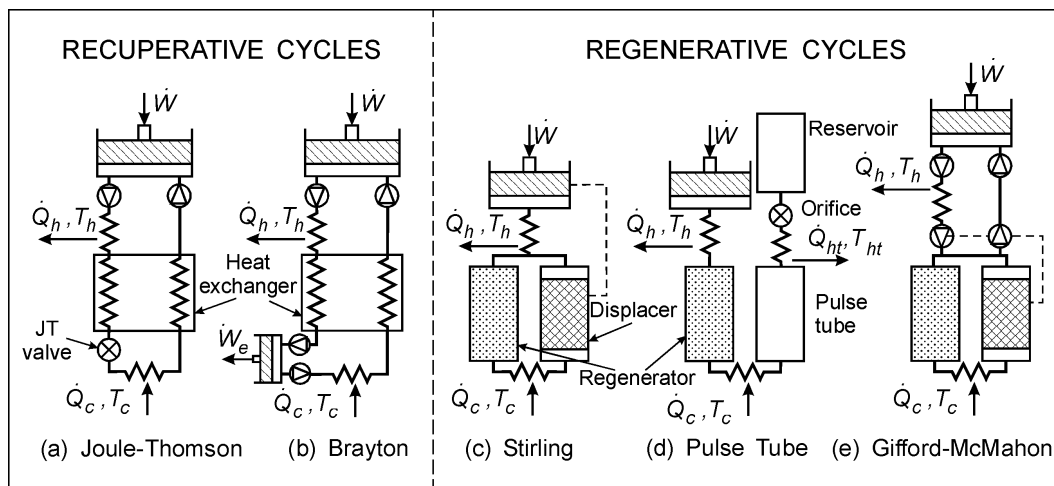 RECUPERATIVE CYCLES
REGENERATIVE CYCLES
Ẇ
Q̇h, Th
JT
valve
Q̇c, Tc
(a) Joule-Thomson
Ẇ
Q̇h, Th
Heat
exchanger
Ẇe
Q̇c, Tc
(b) Brayton
Ẇ
Q̇h, Th
Displacer
Regenerator
Q̇c, Tc
(c) Stirling
Ẇ
Q̇h, Th
Reservoir
Orifice
Q̇ht, Tht
Pulse
tube
Q̇c, Tc
(d) Pulse Tube
Ẇ
Q̇h, Th
Q̇c, Tc
(e) Gifford-McMahon